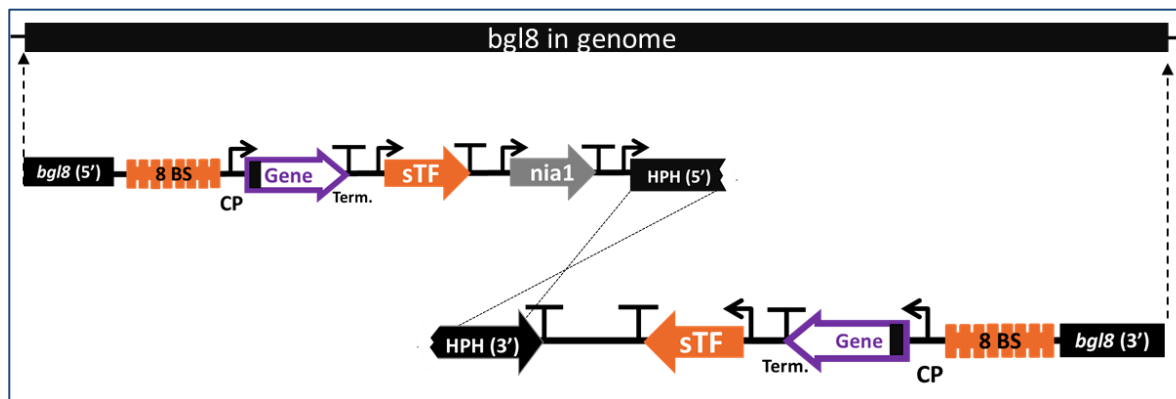 bgl8 in genome
bgl8 (5’)
8 BS
CP
Gene
Term.
sTF
nia1
HPH (5’)
HPH (3’)
sTF
Term.
Gene
CP
8 BS
bgl8 (3’)